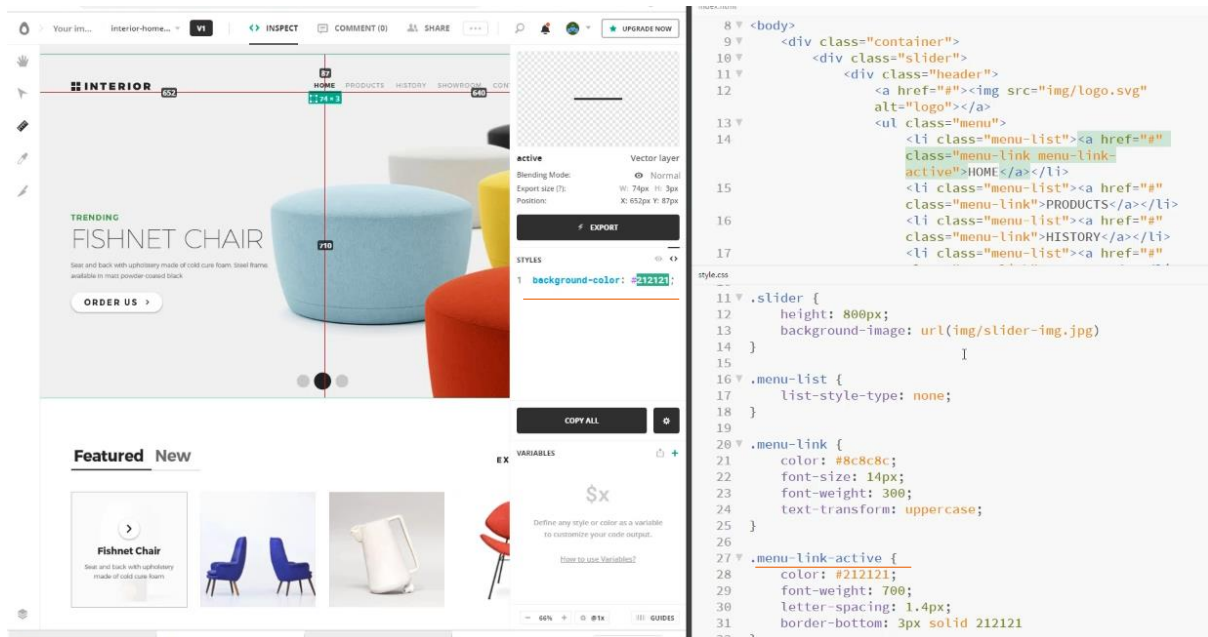 Your im...
interior-home...
V1
INSPECT
COMMENT (0)
SHARE
UPGRADE NOW
INTERIOR
652
87
HOME
PRODUCTS
HISTORY
SHOWROOM
CON
74 × 3
640
TRENDING
FISHNET CHAIR
Seat and back with upholstery made of cold cure foam. Steel frame
available in matt powder-coated black
ORDER US >
710
Featured New
EX
Fishnet Chair
Seat and back with upholstery
made of cold cure foam
active Vector layer
Blending Mode: Normal
Export size (?): W: 74px H: 3px
Position: X: 652px Y: 87px
EXPORT
STYLES
1 background-color: #212121;
COPY ALL
VARIABLES
$x
Define any style or color as a variable
to customize your code output.
How to use Variables?
− 66% + @1x GUIDES
index.html
8 <body>
9 <div class="container">
10 <div class="slider">
11 <div class="header">
12 <a href="#"><img src="img/logo.svg"
alt="logo"></a>
13 <ul class="menu">
14 <li class="menu-list"><a href="#"
class="menu-link menu-link-
active">HOME</a></li>
15 <li class="menu-list"><a href="#"
class="menu-link">PRODUCTS</a></li>
16 <li class="menu-list"><a href="#"
class="menu-link">HISTORY</a></li>
17 <li class="menu-list"><a href="#"
style.css
11 .slider {
12 height: 800px;
13 background-image: url(img/slider-img.jpg)
14 }
15
16 .menu-list {
17 list-style-type: none;
18 }
19
20 .menu-link {
21 color: #8c8c8c;
22 font-size: 14px;
23 font-weight: 300;
24 text-transform: uppercase;
25 }
26
27 .menu-link-active {
28 color: #212121;
29 font-weight: 700;
30 letter-spacing: 1.4px;
31 border-bottom: 3px solid 212121